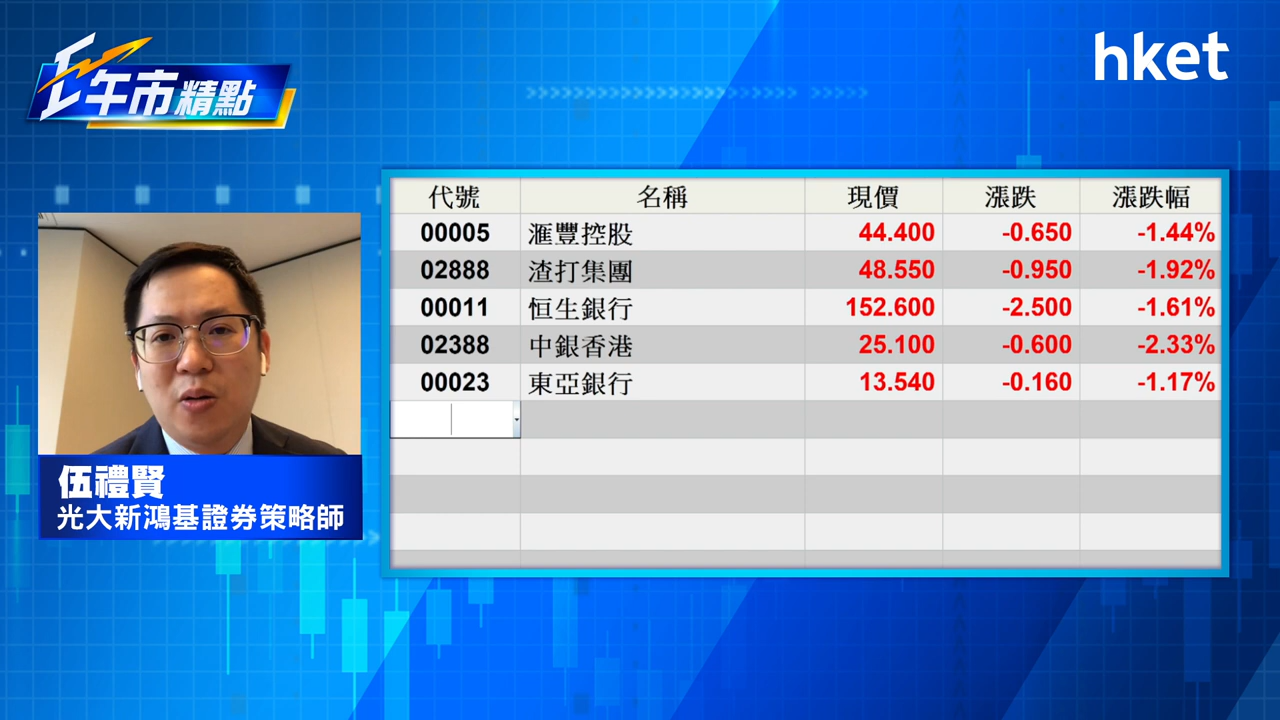 午市精點
hket
代號 名稱 現價 漲跌 漲跌幅
00005 滙豐控股 44.400 -0.650 -1.44%
02888 渣打集團 48.550 -0.950 -1.92%
00011 恒生銀行 152.600 -2.500 -1.61%
02388 中銀香港 25.100 -0.600 -2.33%
00023 東亞銀行 13.540 -0.160 -1.17%
伍禮賢
光大新鴻基證券策略師